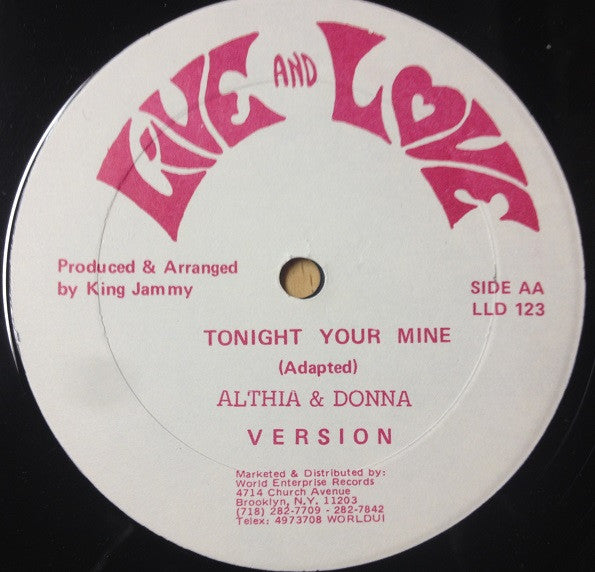 LIVE AND LOVE
Produced & Arranged
by King Jammy
SIDE AA
LLD 123
TONIGHT YOUR MINE
(Adapted)
ALTHIA & DONNA
VERSION
Marketed & Distributed by:
World Enterprise Records
4714 Church Avenue
Brooklyn, N.Y. 11203
(718) 282-7709 - 282-7842
Telex: 4973708 WORLDUI